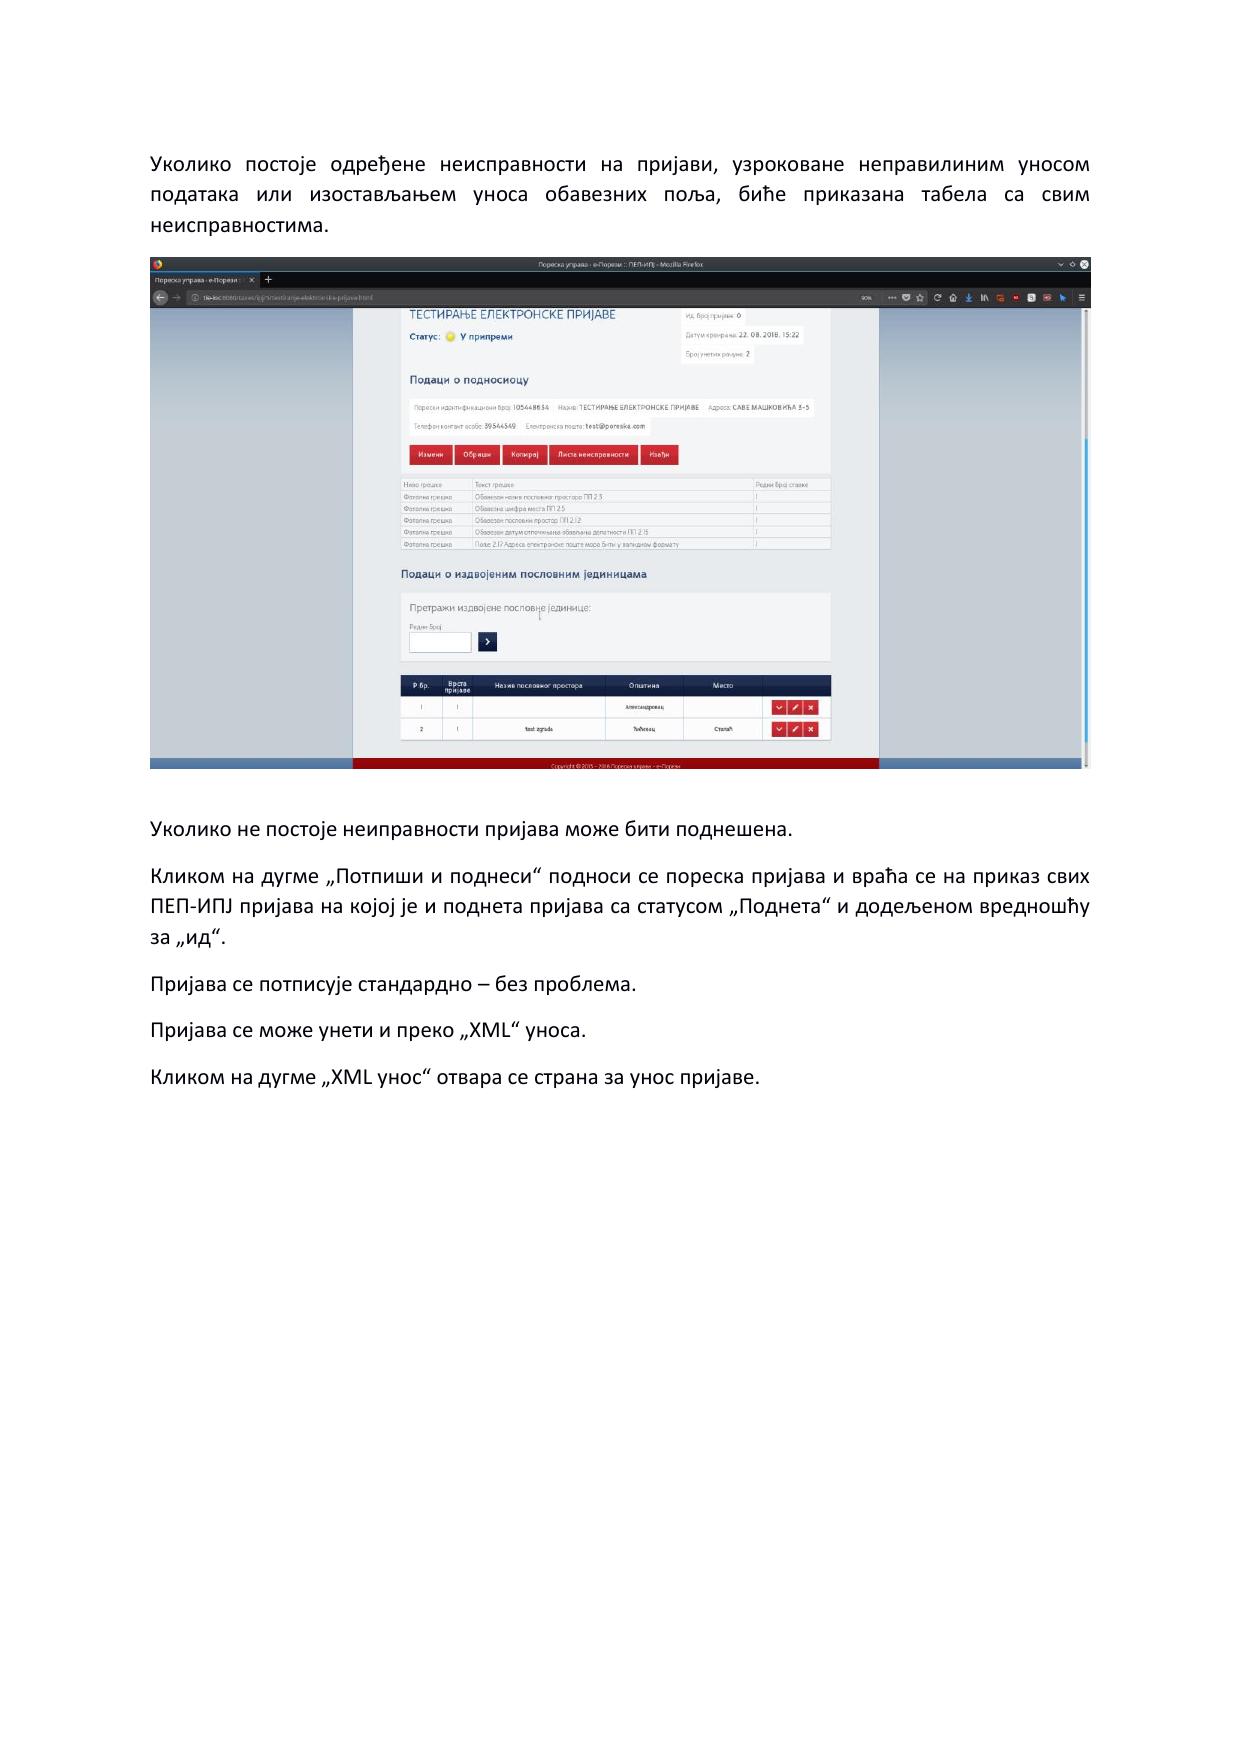 Уколико постоје одређене неисправности на пријави, узроковане неправилиним уносом
података или изостављањем уноса обавезних поља, биће приказана табела са свим
неисправностима.
Пореска управа - е-Порези :: ПЕП-ИПЈ - Mozilla Firefox
Пореска управа - е-Порези :
90%
ТЕСТИРАЊЕ ЕЛЕКТРОНСКЕ ПРИЈАВЕ
Ид. број пријаве: 0
Статус: У припреми
Датум креирања: 22. 08. 2018. 15:22
Број унетих рачуна: 2
Подаци о подносиоцу
Порески идентификациони број: 105448634 Назив: ТЕСТИРАЊЕ ЕЛЕКТРОНСКЕ ПРИЈАВЕ Адреса: САВЕ МАШКОВИЋА 3-5
Телефон контакт особе: 39544549 Електронска пошта: test@poreska.com
Измени Обриши Копирај Листа неисправности Изађи
Ниво грешке Текст грешке Редни број ставке
Фатална грешка Обавезан назив пословног простора ПП 2.3 1
Фатална грешка Обавезна шифра места ПП 2.5 1
Фатална грешка Обавезан пословни простор ПП 2.12 1
Фатална грешка Обавезан датум отпочињања обављања делатности ПП 2.15 1
Фатална грешка Поље 2.17 Адреса електронске поште мора бити у валидном формату 1
Подаци о издвојеним пословним јединицама
Претражи издвојене пословне јединице:
Редни број:
Р.бр. Врста пријаве Назив пословног простора Општина Место
1 1 Александровац
2 1 test zgrada Ћићевац Сталаћ
Copyright © 2013 - 2018 Пореска управа - е-Порези
Уколико не постоје неиправности пријава може бити поднешена.
Кликом на дугме „Потпиши и поднеси“ подноси се пореска пријава и враћа се на приказ свих
ПЕП-ИПЈ пријава на којој је и поднета пријава са статусом „Поднета“ и додељеном вредношћу
за „ид“.
Пријава се потписује стандардно – без проблема.
Пријава се може унети и преко „XML“ уноса.
Кликом на дугме „XML унос“ отвара се страна за унос пријаве.